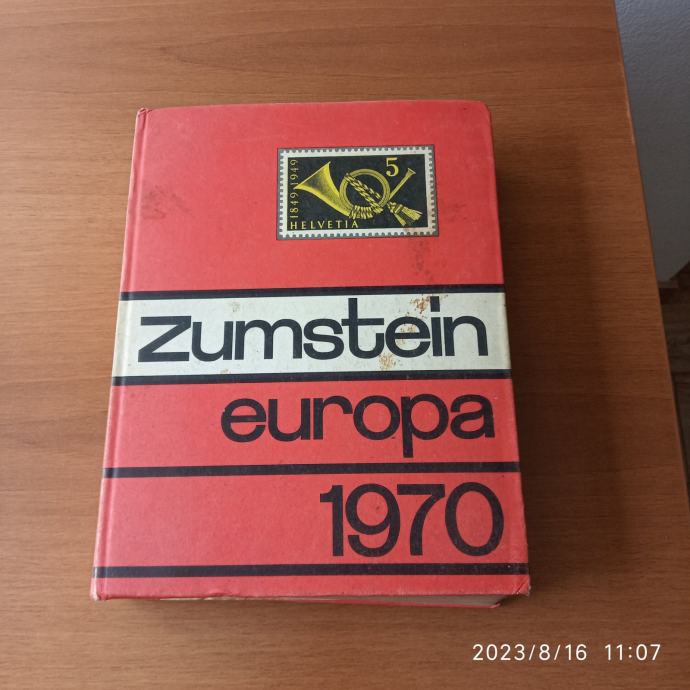 1849-1949
5
HELVETIA
zumstein
europa
1970
2023/8/16 11:07